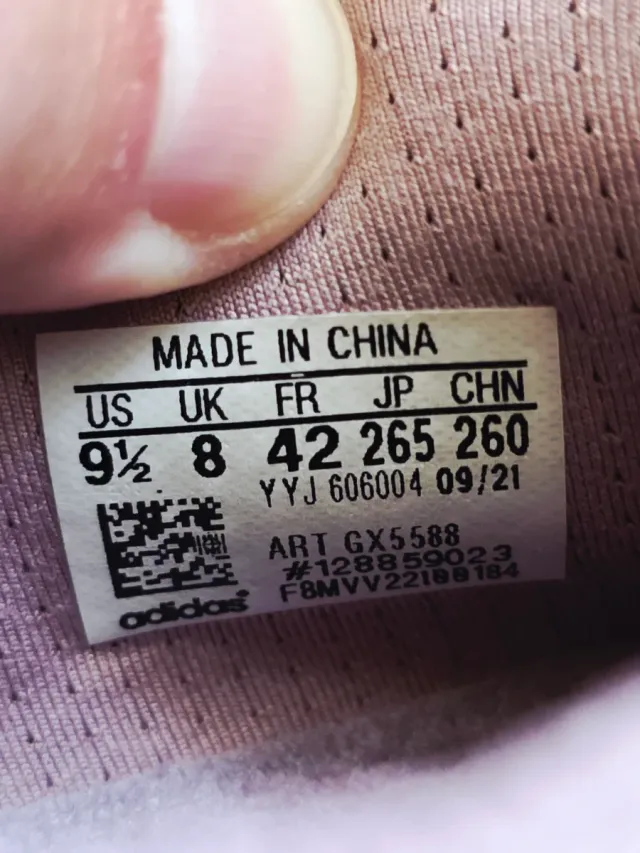 MADE IN CHINA
US UK FR JP CHN
9½ 8 42 265 260
YYJ 606004 09/21
ART GX5588
#128859023
F8MVV22I00184
adidas